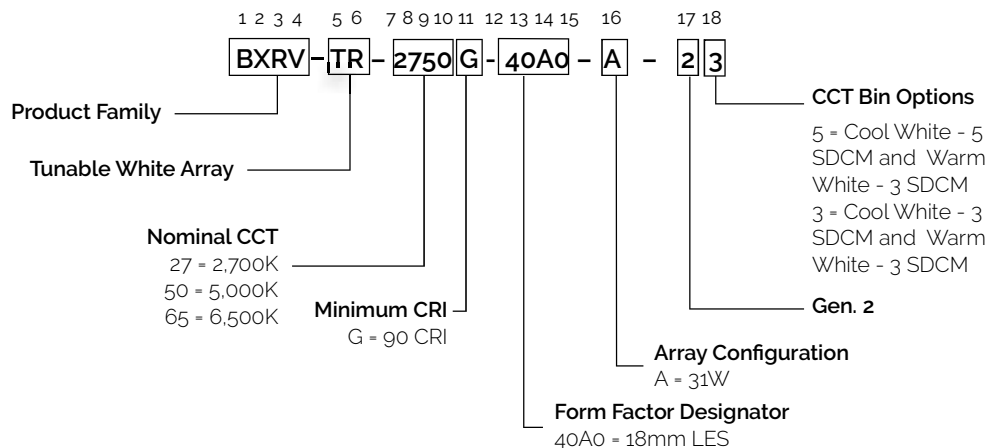 1 2 3 4 5 6 7 8 9 10 11 12 13 14 15 16 17 18
BXRV–TR – 2750 G - 40A0 – A – 2 3
Product Family
Tunable White Array
Nominal CCT
27 = 2,700K
50 = 5,000K
65 = 6,500K
Minimum CRI
G = 90 CRI
CCT Bin Options
5 = Cool White - 5
SDCM and Warm
White - 3 SDCM
3 = Cool White - 3
SDCM and Warm
White - 3 SDCM
Gen. 2
Array Configuration
A = 31W
Form Factor Designator
40A0 = 18mm LES